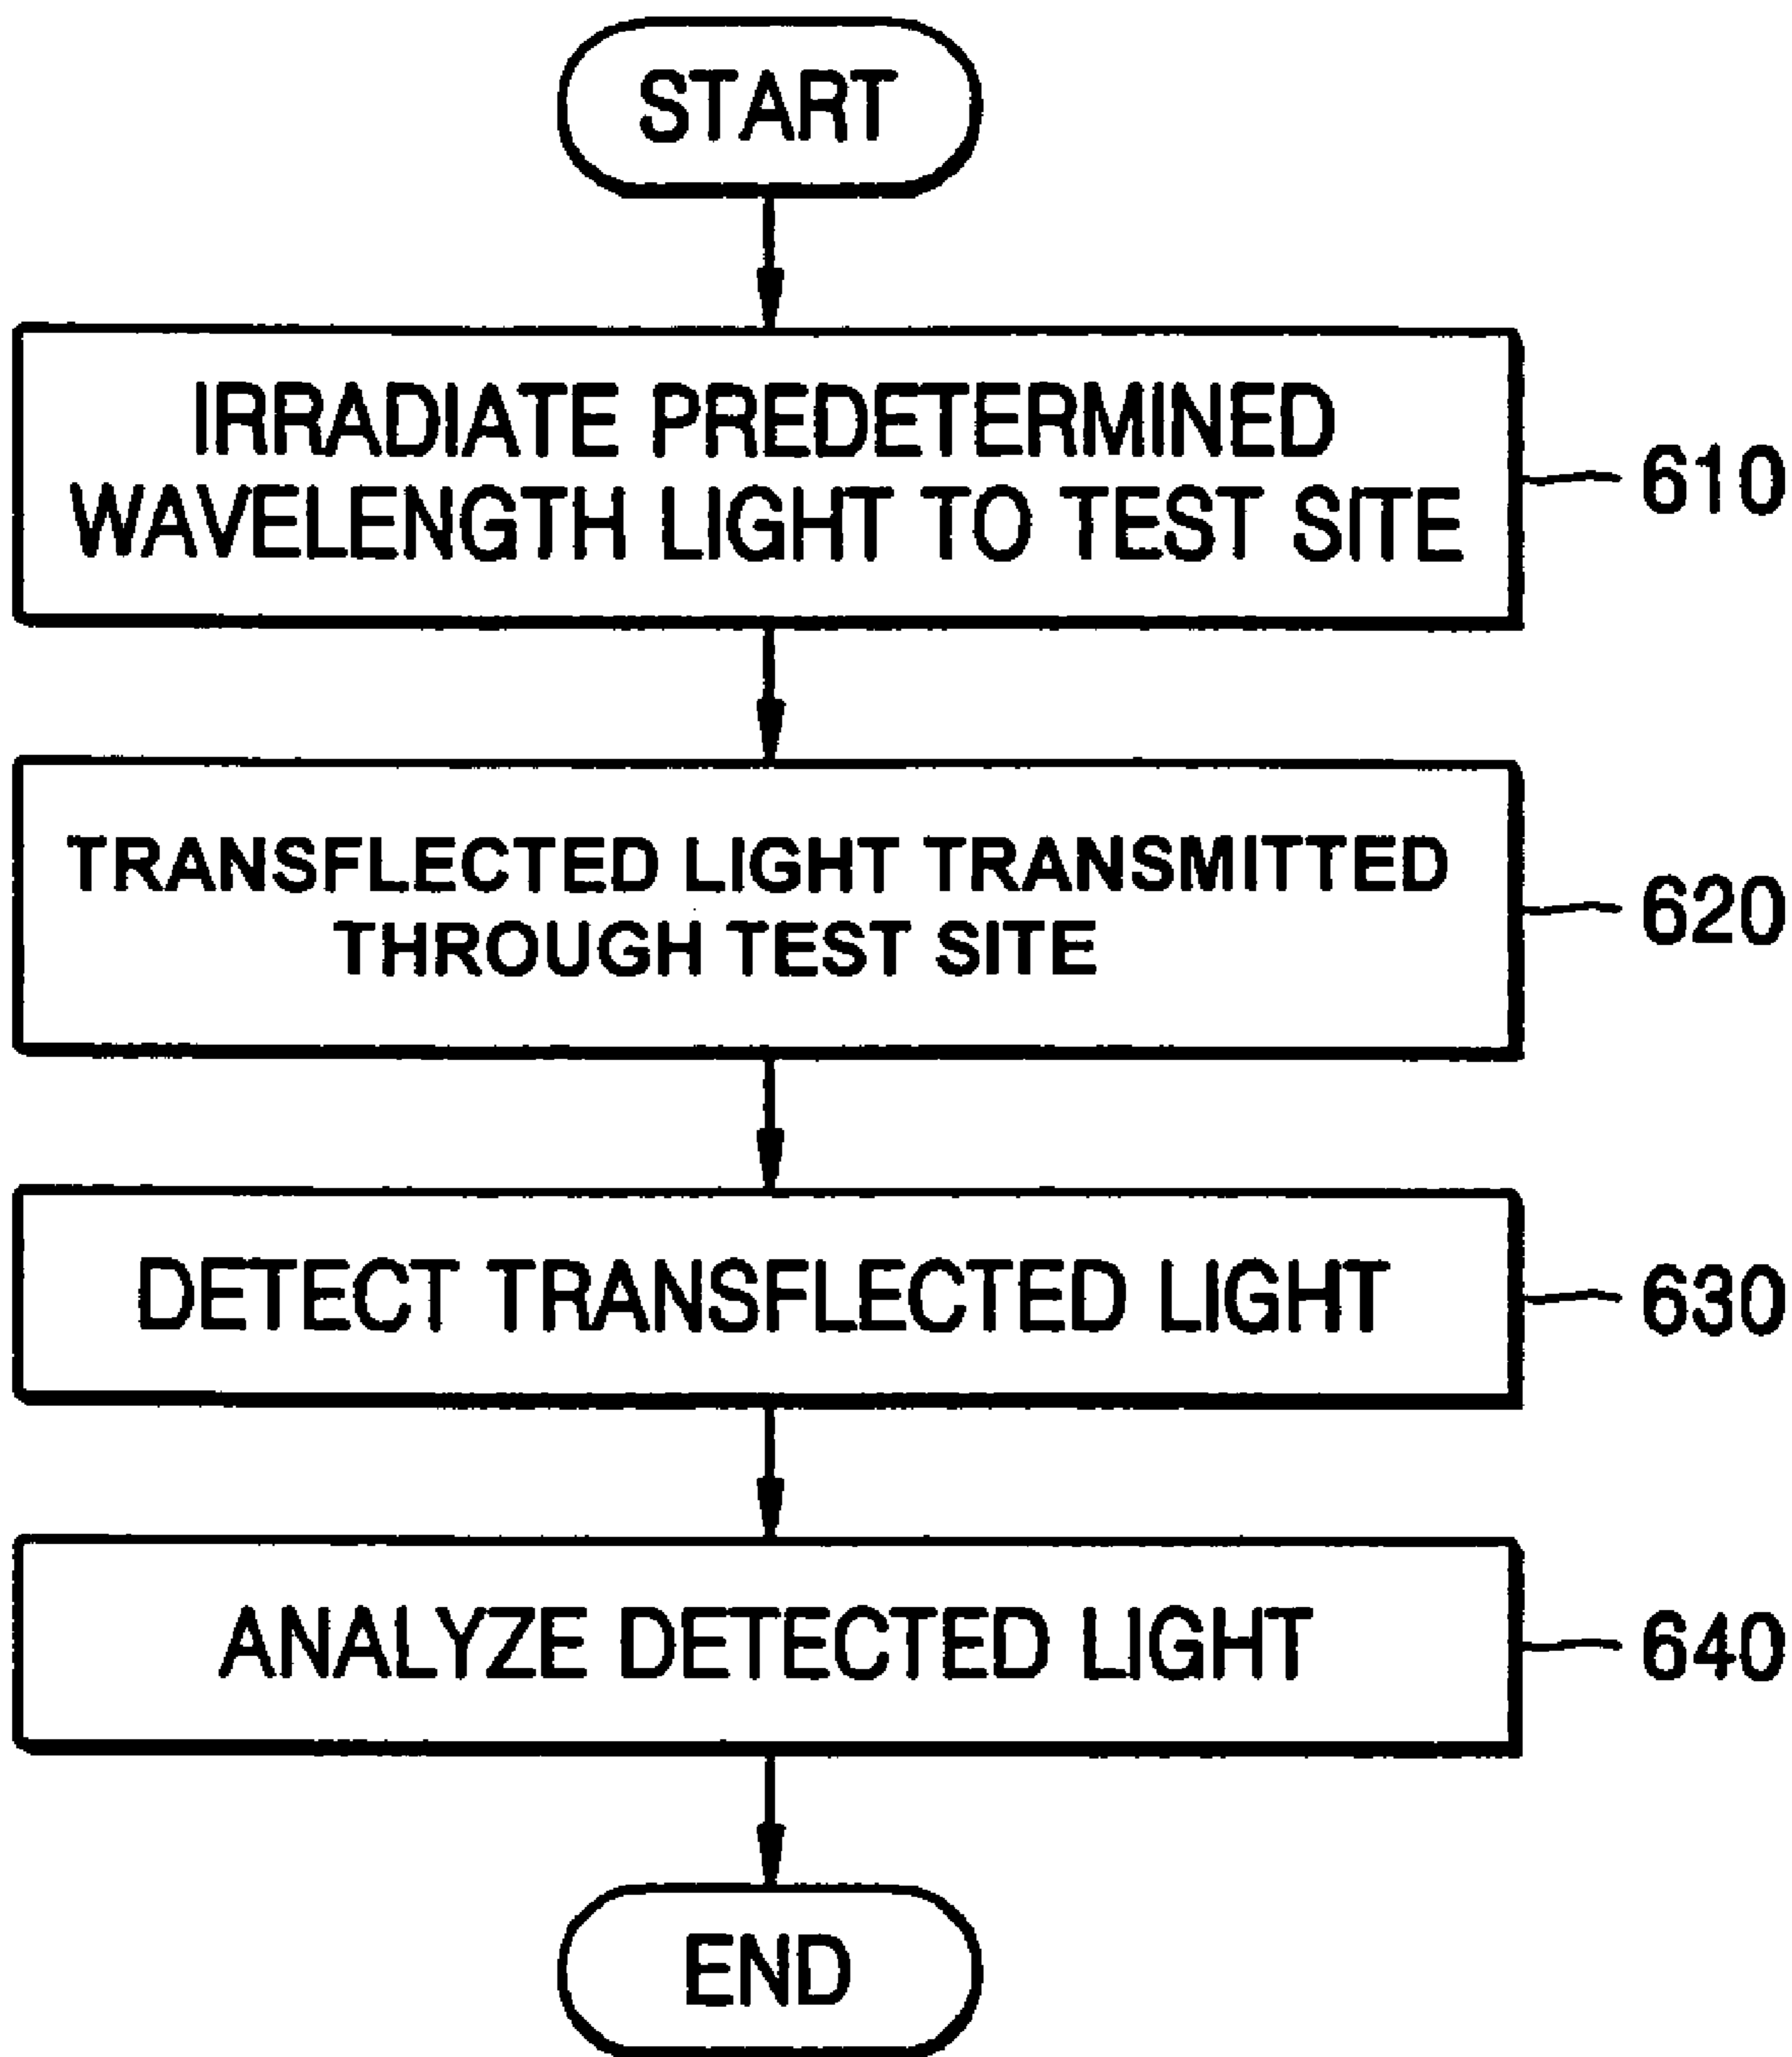 START
IRRADIATE PREDETERMINED
WAVELENGTH LIGHT TO TEST SITE
610
TRANSFLECTED LIGHT TRANSMITTED
THROUGH TEST SITE
620
DETECT TRANSFLECTED LIGHT
630
ANALYZE DETECTED LIGHT
640
END